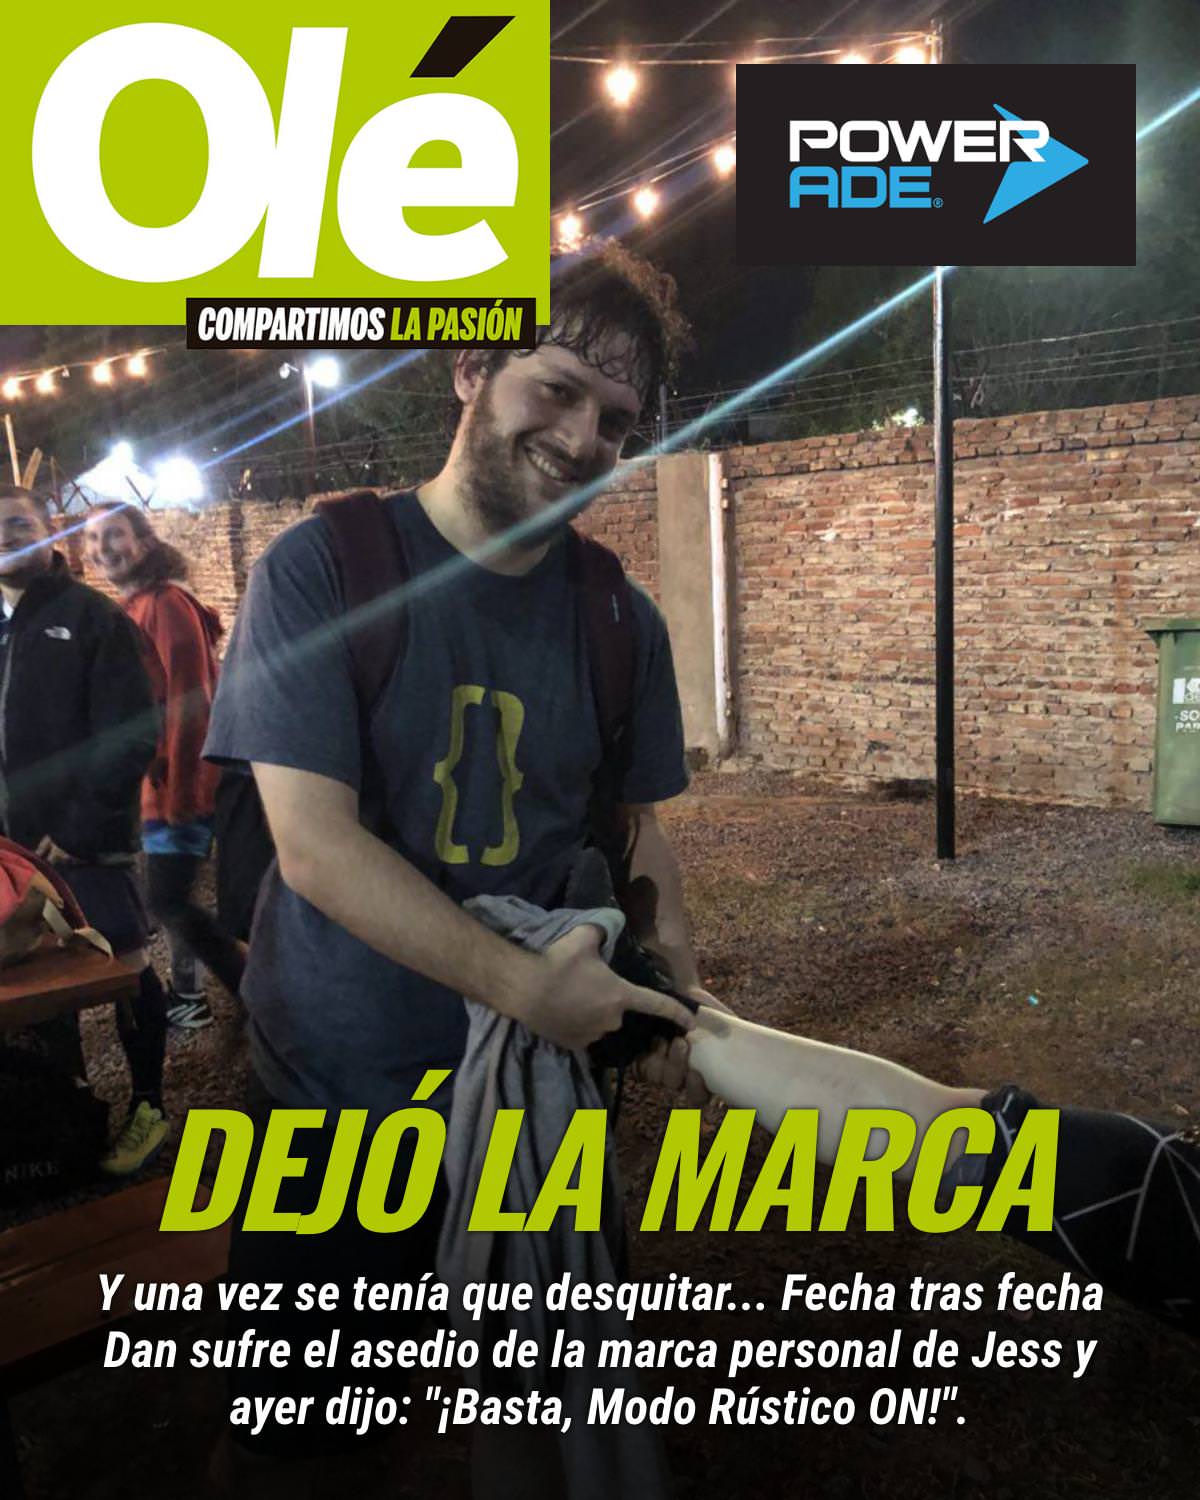 Olé
COMPARTIMOS LA PASIÓN
POWER
ADE®
{}
NIKE
DEJÓ LA MARCA
Y una vez se tenía que desquitar... Fecha tras fecha
Dan sufre el asedio de la marca personal de Jess y
ayer dijo: "¡Basta, Modo Rústico ON!".